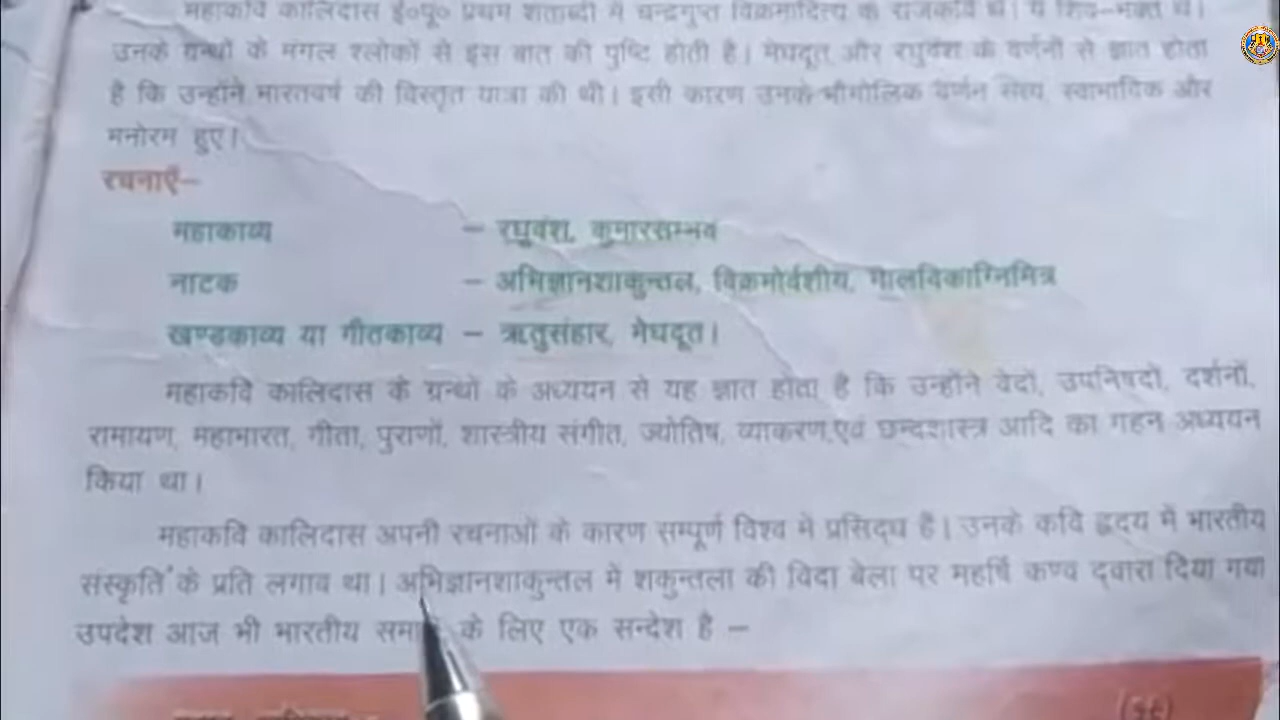 महाकवि कालिदास ई०पू० प्रथम शताब्दी में चन्द्रगुप्त विक्रमादित्य के राजकवि थे। ये शिव-भक्त थे।
उनके ग्रन्थों के मंगल श्लोकों से इस बात की पुष्टि होती है। मेघदूत और रघुवंश के वर्णनों से ज्ञात होता
है कि उन्होंने भारतवर्ष की विस्तृत यात्रा की थी। इसी कारण उनके भौगोलिक वर्णन सत्य, स्वाभाविक और
मनोरम हुए।
रचनाएँ–
महाकाव्य – रघुवंश, कुमारसम्भव
नाटक – अभिज्ञानशाकुन्तल, विक्रमोर्वशीय, मालविकाग्निमित्र
खण्डकाव्य या गीतकाव्य – ऋतुसंहार, मेघदूत।
महाकवि कालिदास के ग्रन्थों के अध्ययन से यह ज्ञात होता है कि उन्होंने वेदों, उपनिषदों, दर्शनों,
रामायण, महाभारत, गीता, पुराणों, शास्त्रीय संगीत, ज्योतिष, व्याकरण,एवं छन्दशास्त्र आदि का गहन अध्ययन
किया था।
महाकवि कालिदास अपनी रचनाओं के कारण सम्पूर्ण विश्व में प्रसिद्ध हैं। उनके कवि हृदय में भारतीय
संस्कृति के प्रति लगाव था। अभिज्ञानशाकुन्तल में शकुन्तला की विदा बेला पर महर्षि कण्व द्वारा दिया गया
उपदेश आज भी भारतीय के लिए एक सन्देश है –